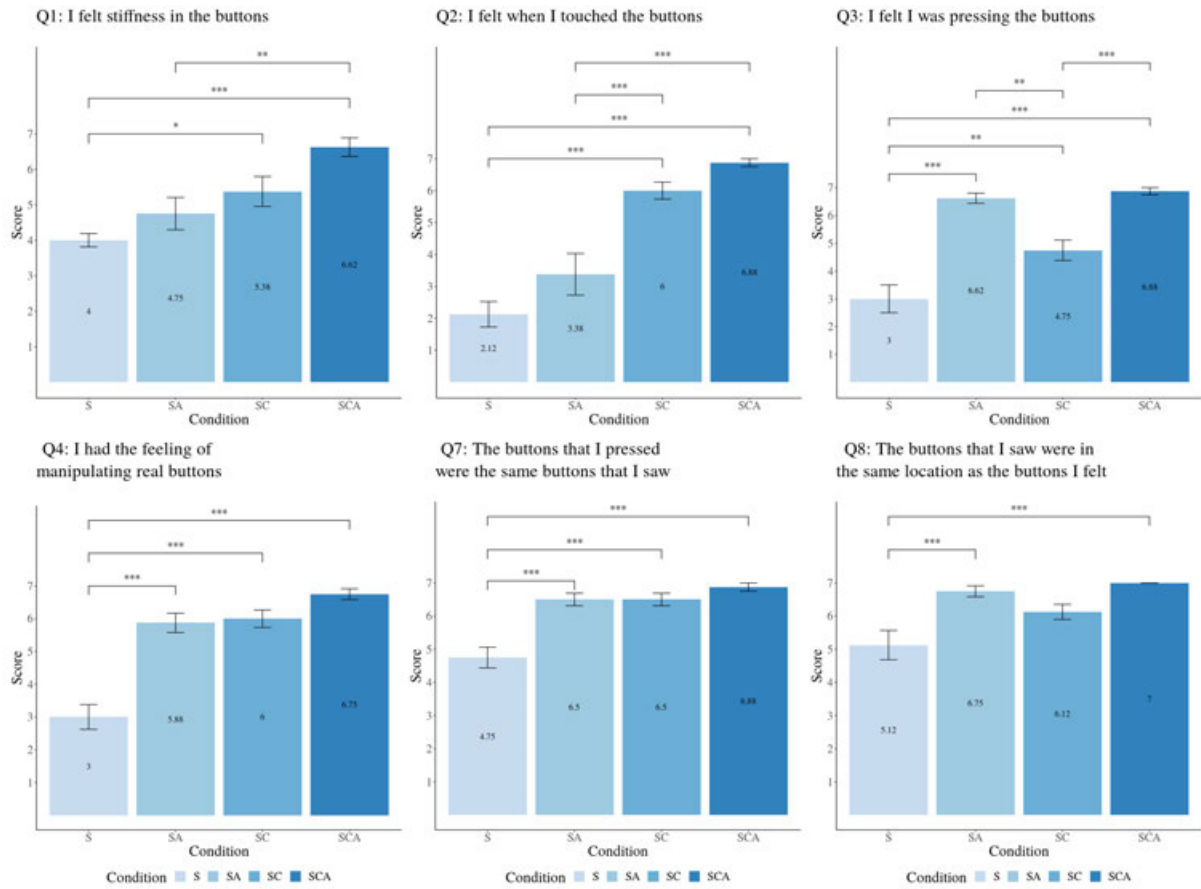 Q1: I felt stiffness in the buttons
**
***
*
7
6
5
4
3
2
1
Score
4
4.75
5.38
6.62
S
SA
SC
SCA
Condition
Q2: I felt when I touched the buttons
***
***
***
***
7
6
5
4
3
2
1
Score
2.12
3.38
6
6.88
S
SA
SC
SCA
Condition
Q3: I felt I was pressing the buttons
***
**
***
**
***
7
6
5
4
3
2
1
Score
3
6.62
4.75
6.88
S
SA
SC
SCA
Condition
Q4: I had the feeling of
manipulating real buttons
***
***
***
7
6
5
4
3
2
1
Score
3
5.88
6
6.75
S
SA
SC
SCA
Condition
Condition S SA SC SCA
Q7: The buttons that I pressed
were the same buttons that I saw
***
***
***
7
6
5
4
3
2
1
Score
4.75
6.5
6.5
6.88
S
SA
SC
SCA
Condition
Condition S SA SC SCA
Q8: The buttons that I saw were in
the same location as the buttons I felt
***
***
7
6
5
4
3
2
1
Score
5.12
6.75
6.12
7
S
SA
SC
SCA
Condition
Condition S SA SC SCA